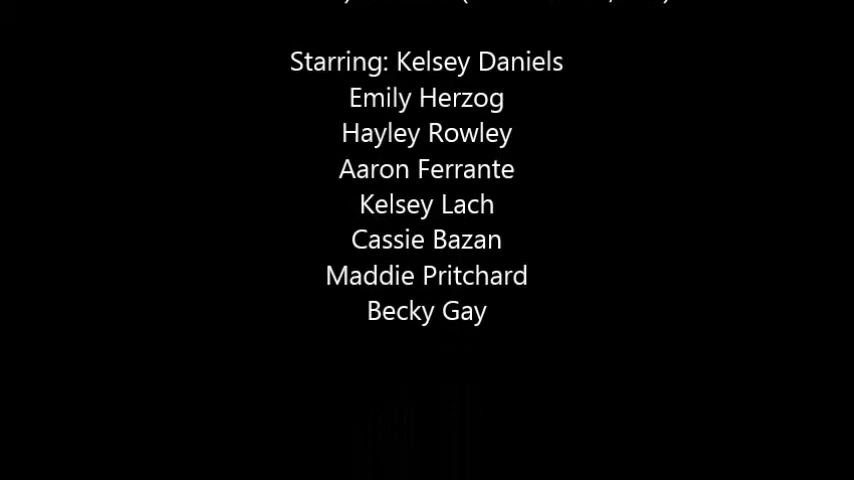 Starring: Kelsey Daniels
Emily Herzog
Hayley Rowley
Aaron Ferrante
Kelsey Lach
Cassie Bazan
Maddie Pritchard
Becky Gay